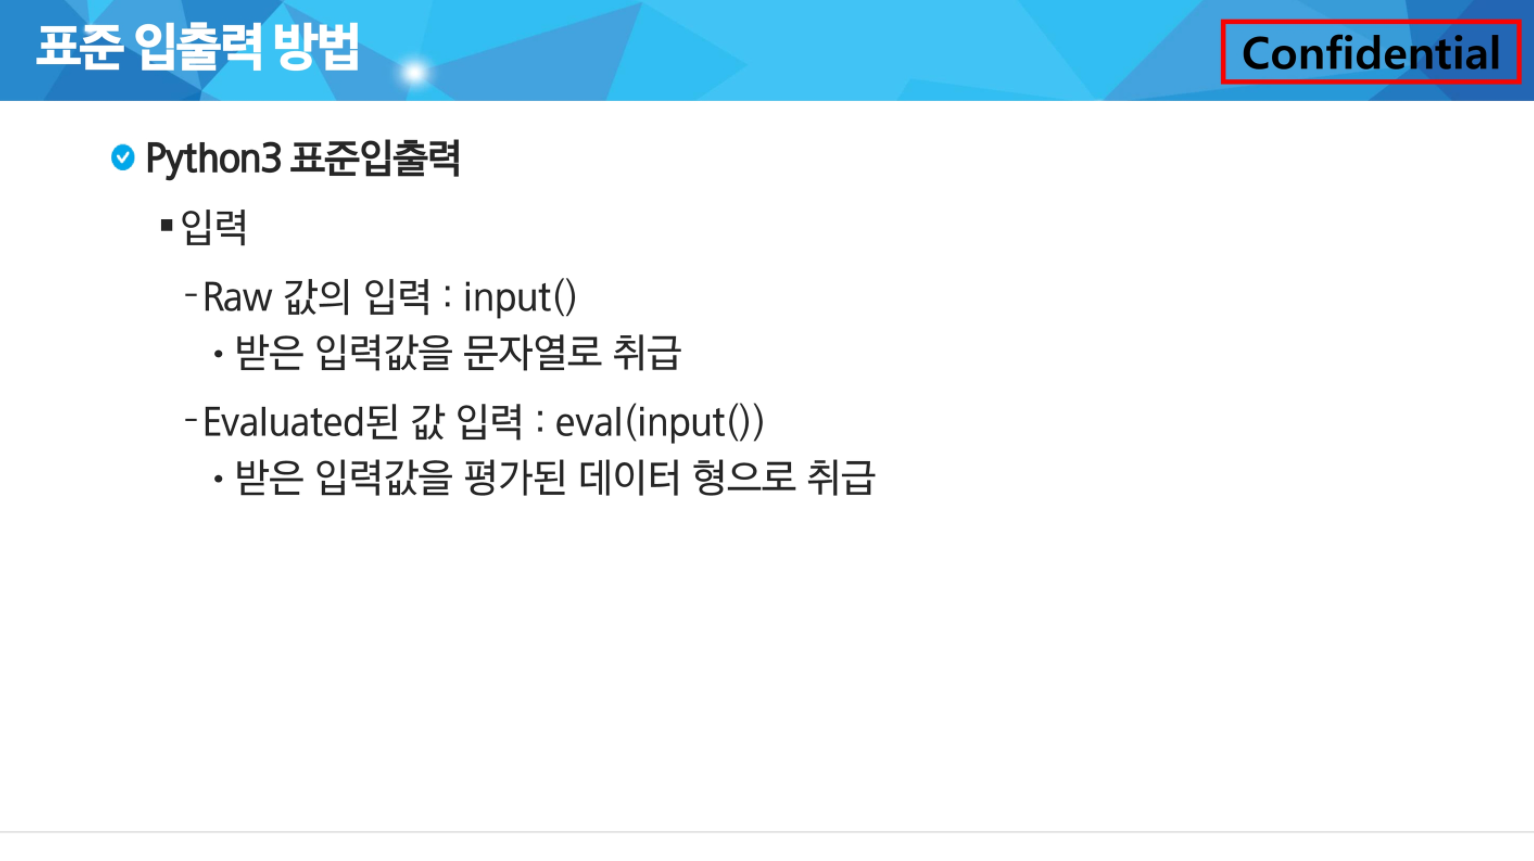 표준 입출력 방법
Confidential
Python3 표준입출력
▪입력
-Raw 값의 입력 : input()
• 받은 입력값을 문자열로 취급
-Evaluated된 값 입력 : eval(input())
• 받은 입력값을 평가된 데이터 형으로 취급